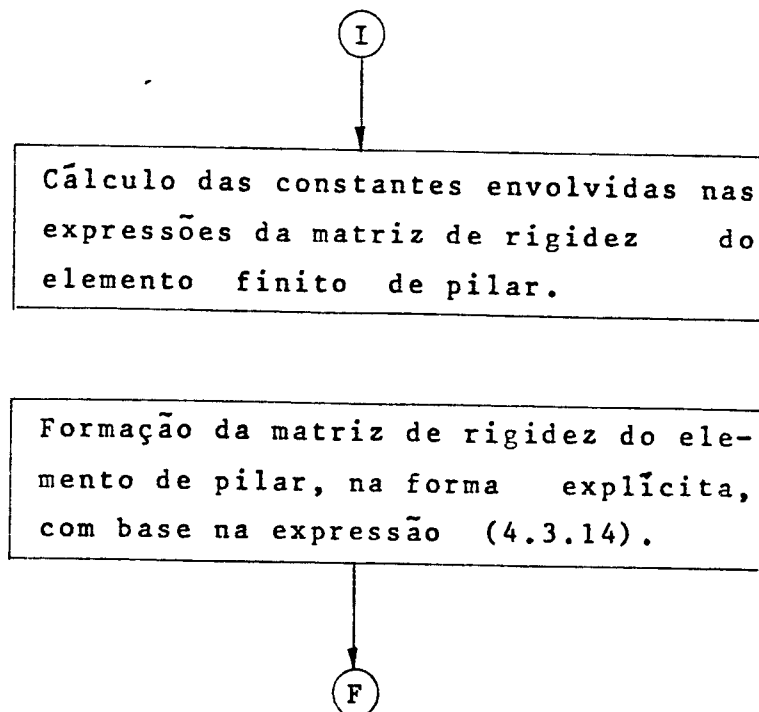 I
Cálculo das constantes envolvidas nas
expressões da matriz de rigidez do
elemento finito de pilar.
Formação da matriz de rigidez do ele-
mento de pilar, na forma explícita,
com base na expressão (4.3.14).
F